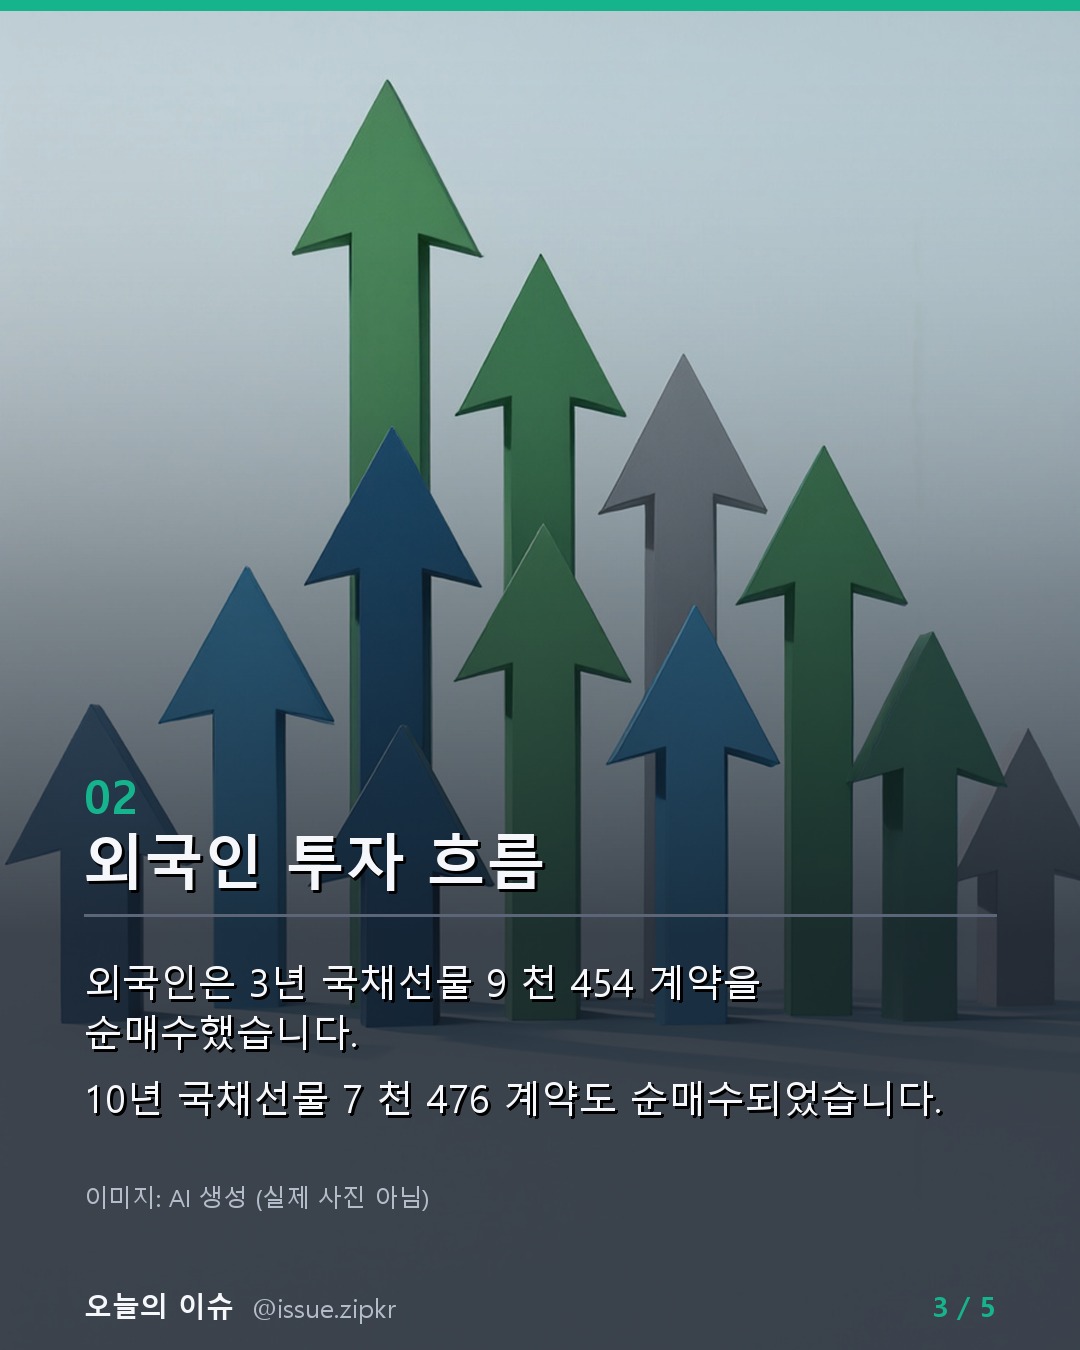 02
외국인 투자 흐름
외국인은 3년 국채선물 9 천 454 계약을
순매수했습니다.
10년 국채선물 7 천 476 계약도 순매수되었습니다.
이미지: AI 생성 (실제 사진 아님)
오늘의 이슈 @issue.zipkr
3 / 5